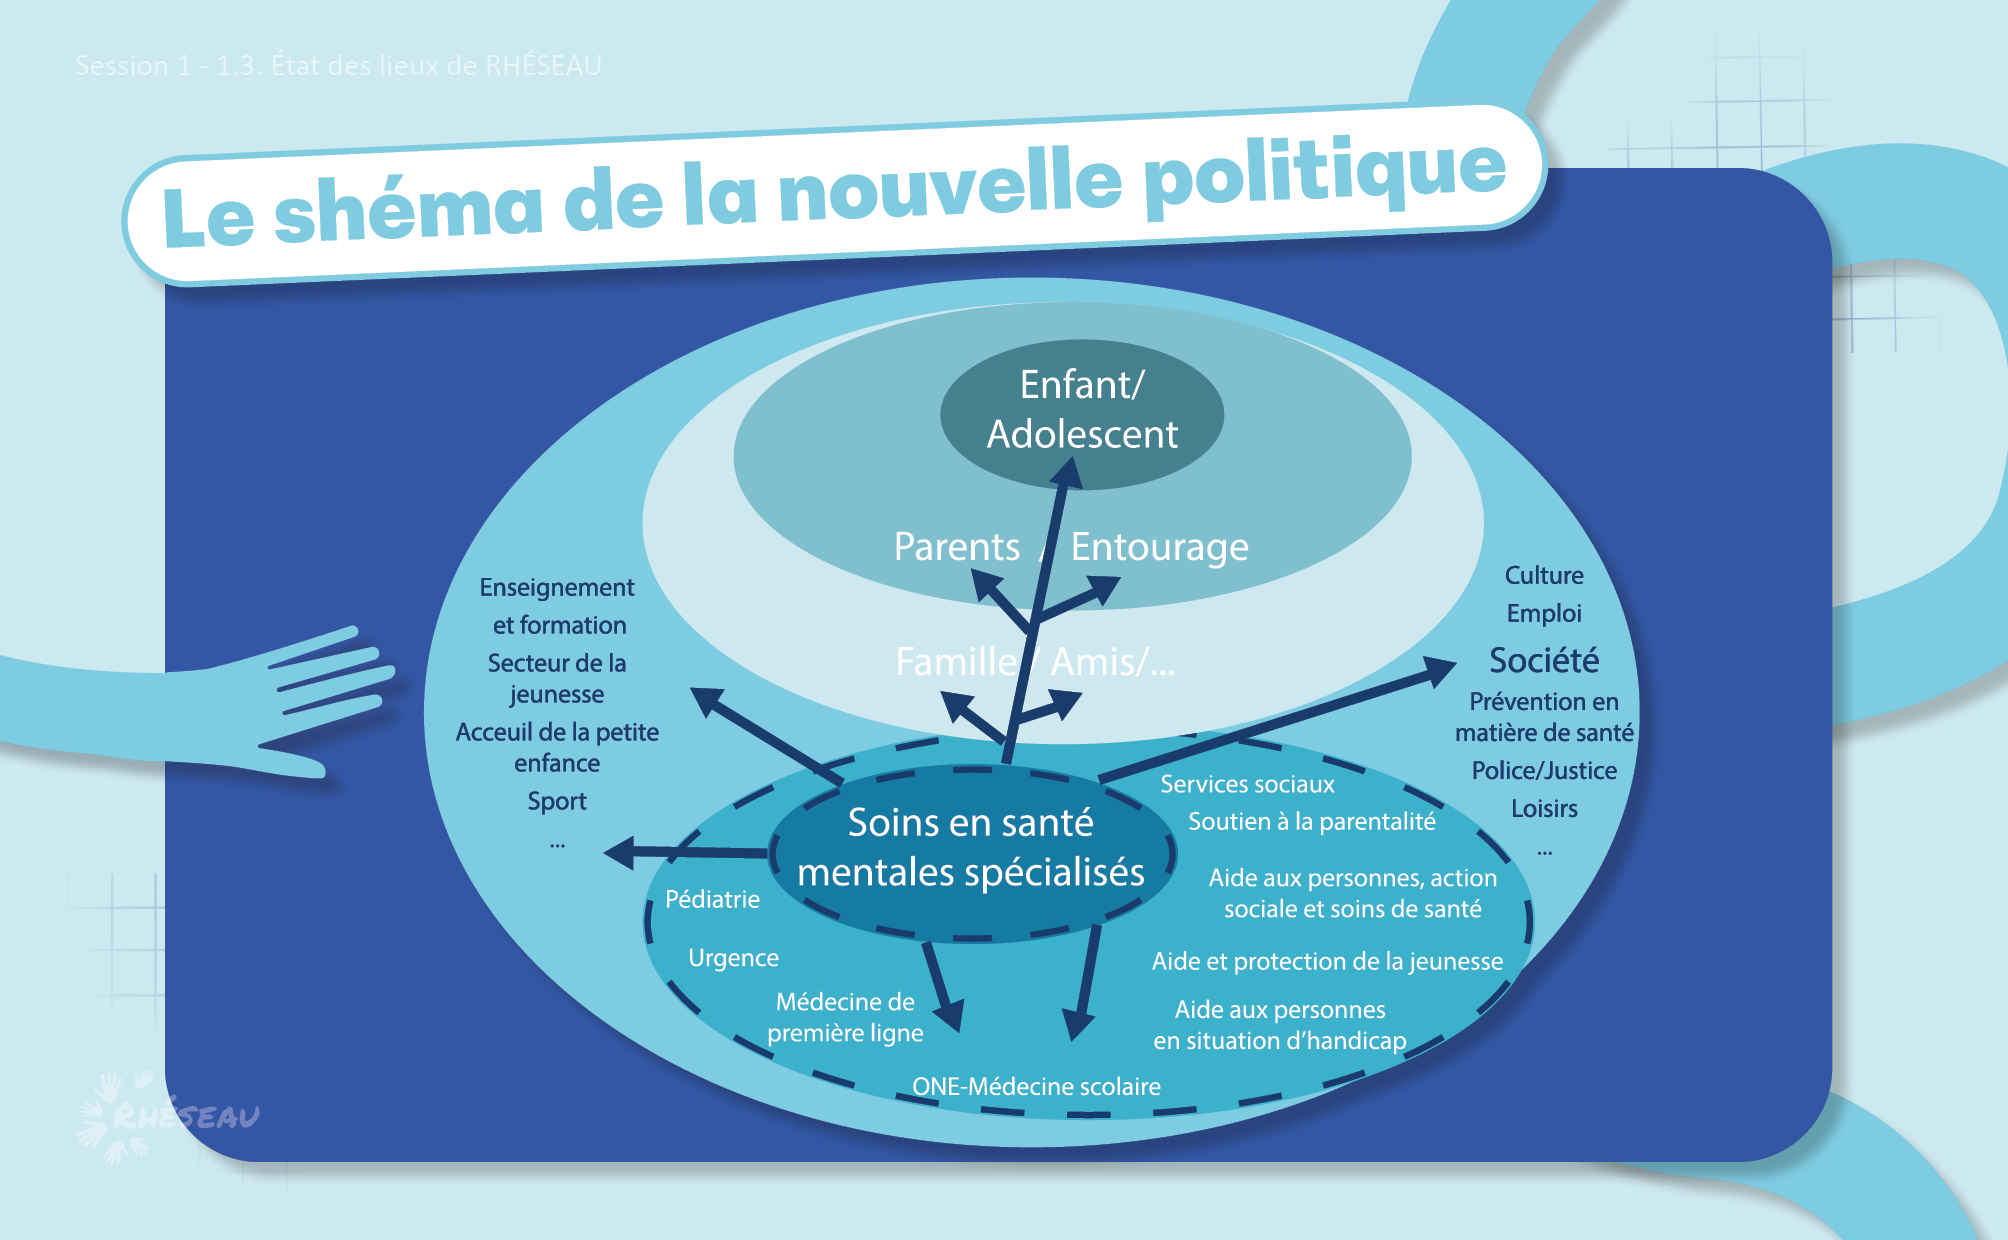 Session 1 - 1.3. État des lieux de RHÉSEAU
Le shéma de la nouvelle politique
Enfant/
Adolescent
Parents / Entourage
Famille / Amis/...
Enseignement
et formation
Secteur de la
jeunesse
Acceuil de la petite
enfance
Sport
...
Culture
Emploi
Société
Prévention en
matière de santé
Police/Justice
Loisirs
...
Soins en santé
mentales spécialisés
Services sociaux
Soutien à la parentalité
Aide aux personnes, action
sociale et soins de santé
Aide et protection de la jeunesse
Aide aux personnes
en situation d’handicap
Pédiatrie
Urgence
Médecine de
première ligne
ONE-Médecine scolaire
RHÉSEAU